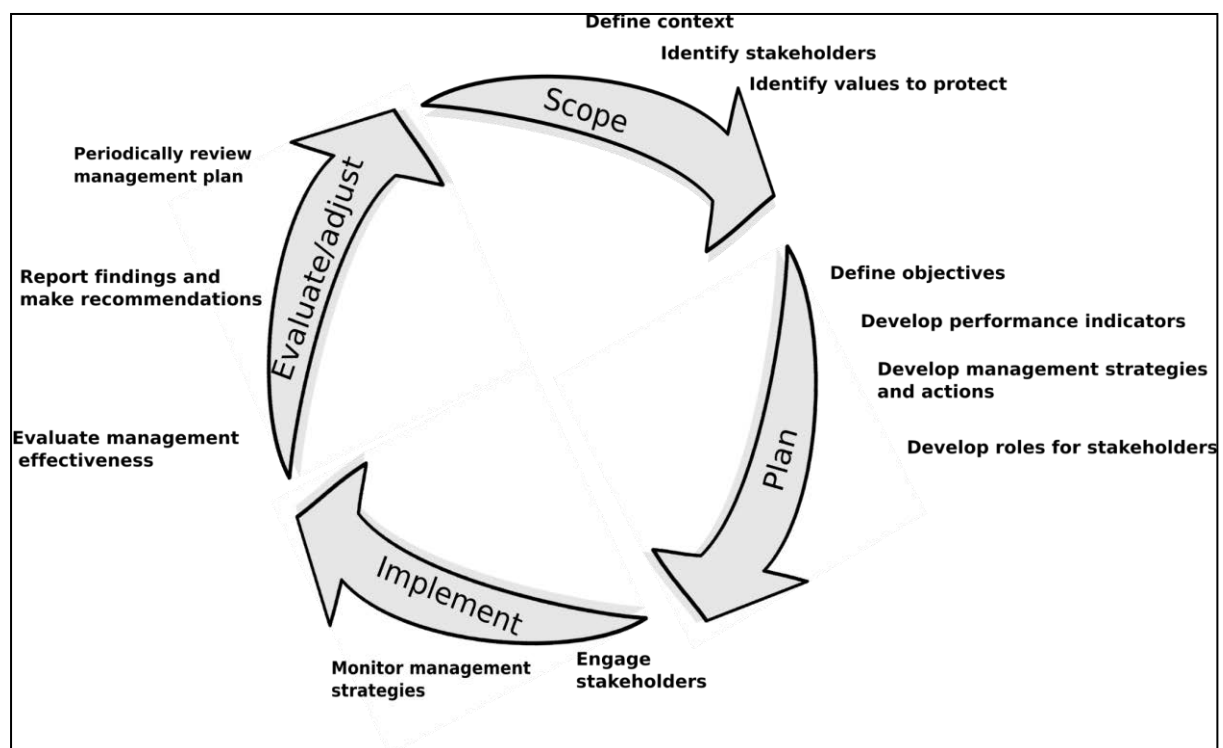 Define context
Identify stakeholders
Identify values to protect
Scope
Define objectives
Develop performance indicators
Develop management strategies
and actions
Develop roles for stakeholders
Plan
Engage
stakeholders
Monitor management
strategies
Implement
Evaluate management
effectiveness
Report findings and
make recommendations
Periodically review
management plan
Evaluate/adjust